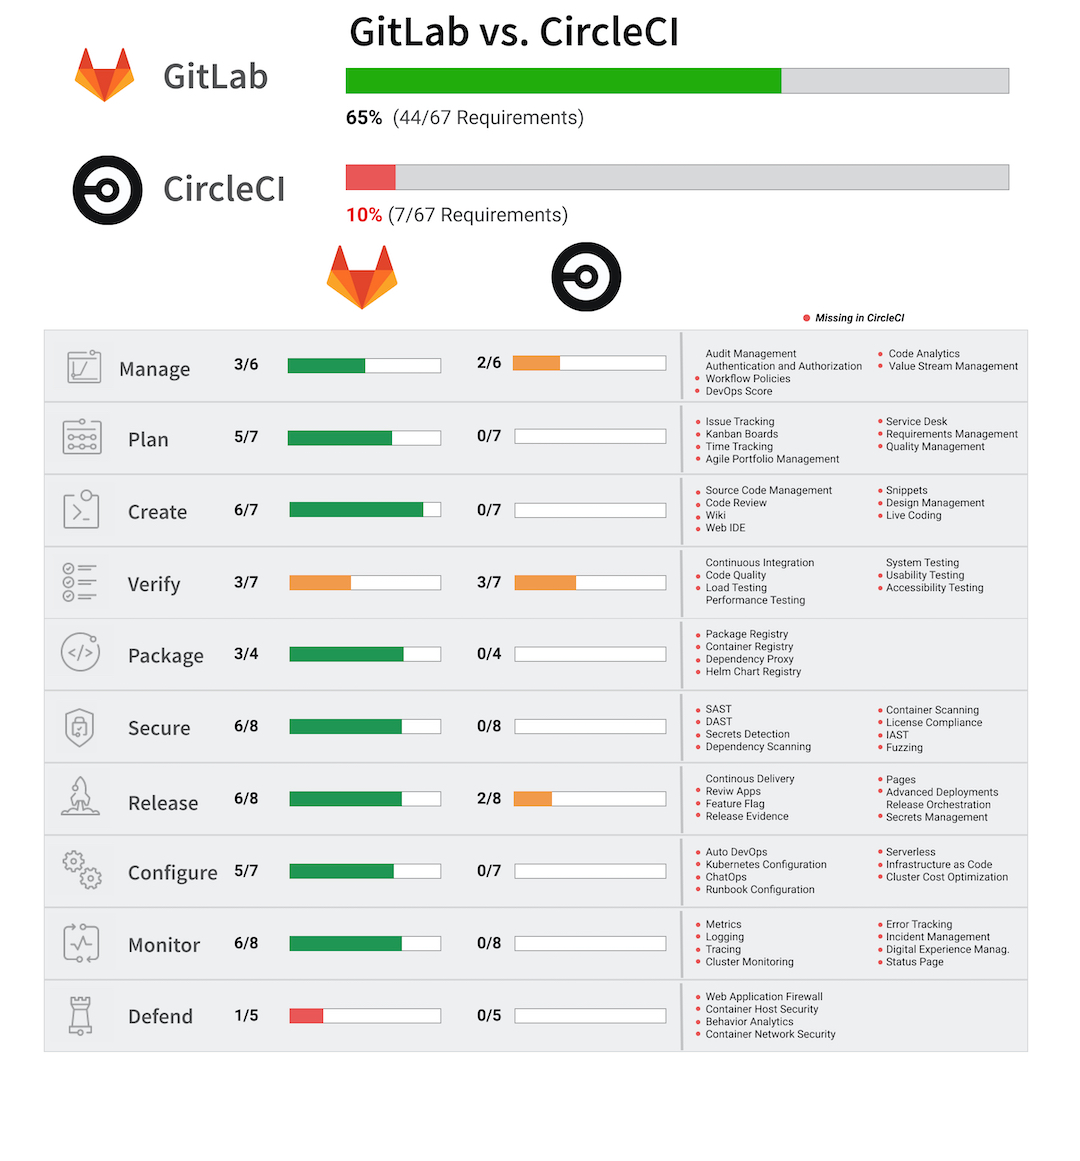 GitLab vs. CircleCI
GitLab
65% (44/67 Requirements)
CircleCI
10% (7/67 Requirements)
Missing in CircleCI
Manage 3/6 2/6
Audit Management
Authentication and Authorization
Workflow Policies
DevOps Score
Code Analytics
Value Stream Management
Plan 5/7 0/7
Issue Tracking
Kanban Boards
Time Tracking
Agile Portfolio Management
Service Desk
Requirements Management
Quality Management
Create 6/7 0/7
Source Code Management
Code Review
Wiki
Web IDE
Snippets
Design Management
Live Coding
Verify 3/7 3/7
Continuous Integration
Code Quality
Load Testing
Performance Testing
System Testing
Usability Testing
Accessibility Testing
Package 3/4 0/4
Package Registry
Container Registry
Dependency Proxy
Helm Chart Registry
Secure 6/8 0/8
SAST
DAST
Secrets Detection
Dependency Scanning
Container Scanning
License Compliance
IAST
Fuzzing
Release 6/8 2/8
Continous Delivery
Reviw Apps
Feature Flag
Release Evidence
Pages
Advanced Deployments
Release Orchestration
Secrets Management
Configure 5/7 0/7
Auto DevOps
Kubernetes Configuration
ChatOps
Runbook Configuration
Serverless
Infrastructure as Code
Cluster Cost Optimization
Monitor 6/8 0/8
Metrics
Logging
Tracing
Cluster Monitoring
Error Tracking
Incident Management
Digital Experience Manag.
Status Page
Defend 1/5 0/5
Web Application Firewall
Container Host Security
Behavior Analytics
Container Network Security